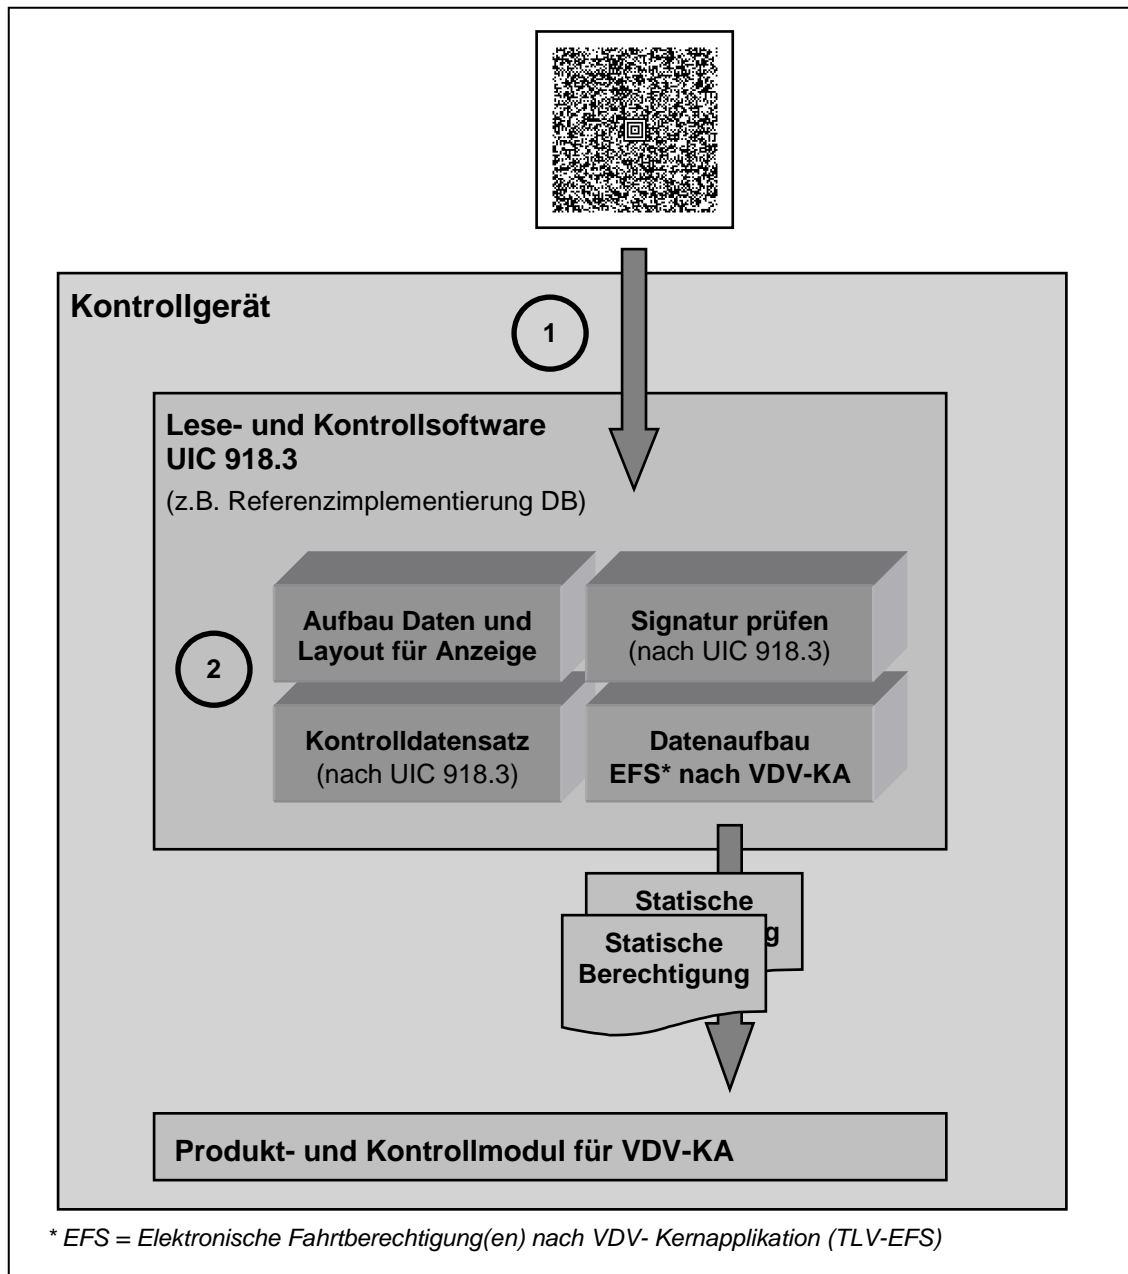 Kontrollgerät
1
Lese- und Kontrollsoftware
UIC 918.3
(z.B. Referenzimplementierung DB)
2
Aufbau Daten und
Layout für Anzeige
Signatur prüfen
(nach UIC 918.3)
Kontrolldatensatz
(nach UIC 918.3)
Datenaufbau
EFS* nach VDV-KA
Statische
g
Statische
Berechtigung
Produkt- und Kontrollmodul für VDV-KA
* EFS = Elektronische Fahrtberechtigung(en) nach VDV- Kernapplikation (TLV-EFS)